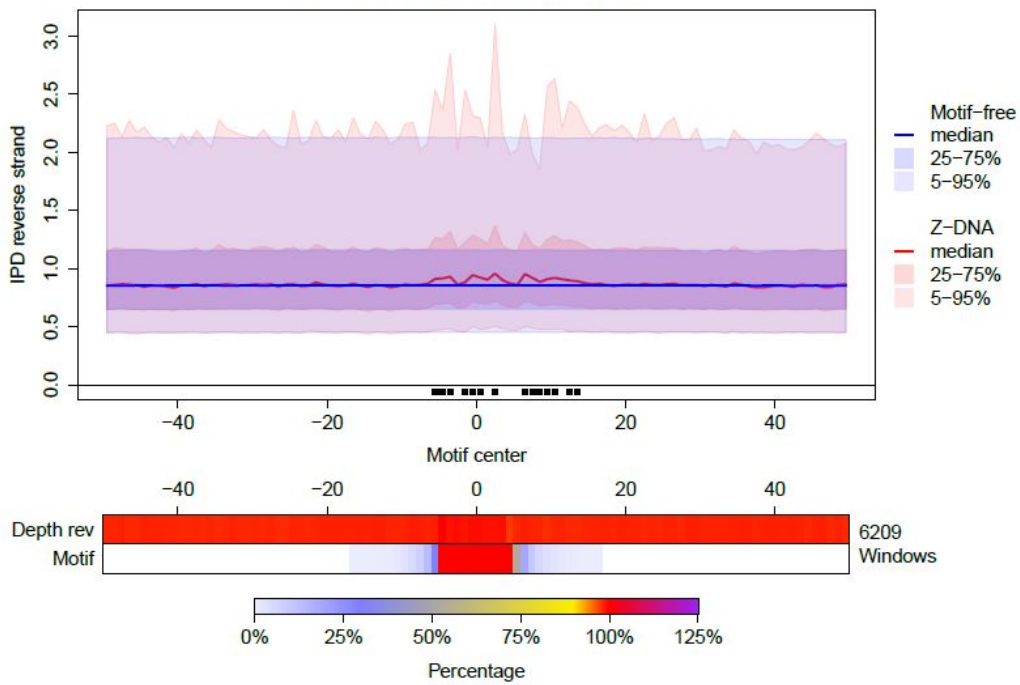 IPD reverse strand
3.0
2.5
2.0
1.5
1.0
0.5
0.0
−40 −20 0 20 40
Motif center
Motif−free
median
25−75%
5−95%
Z−DNA
median
25−75%
5−95%
−40 −20 0 20 40
Depth rev
Motif
6209
Windows
0% 25% 50% 75% 100% 125%
Percentage